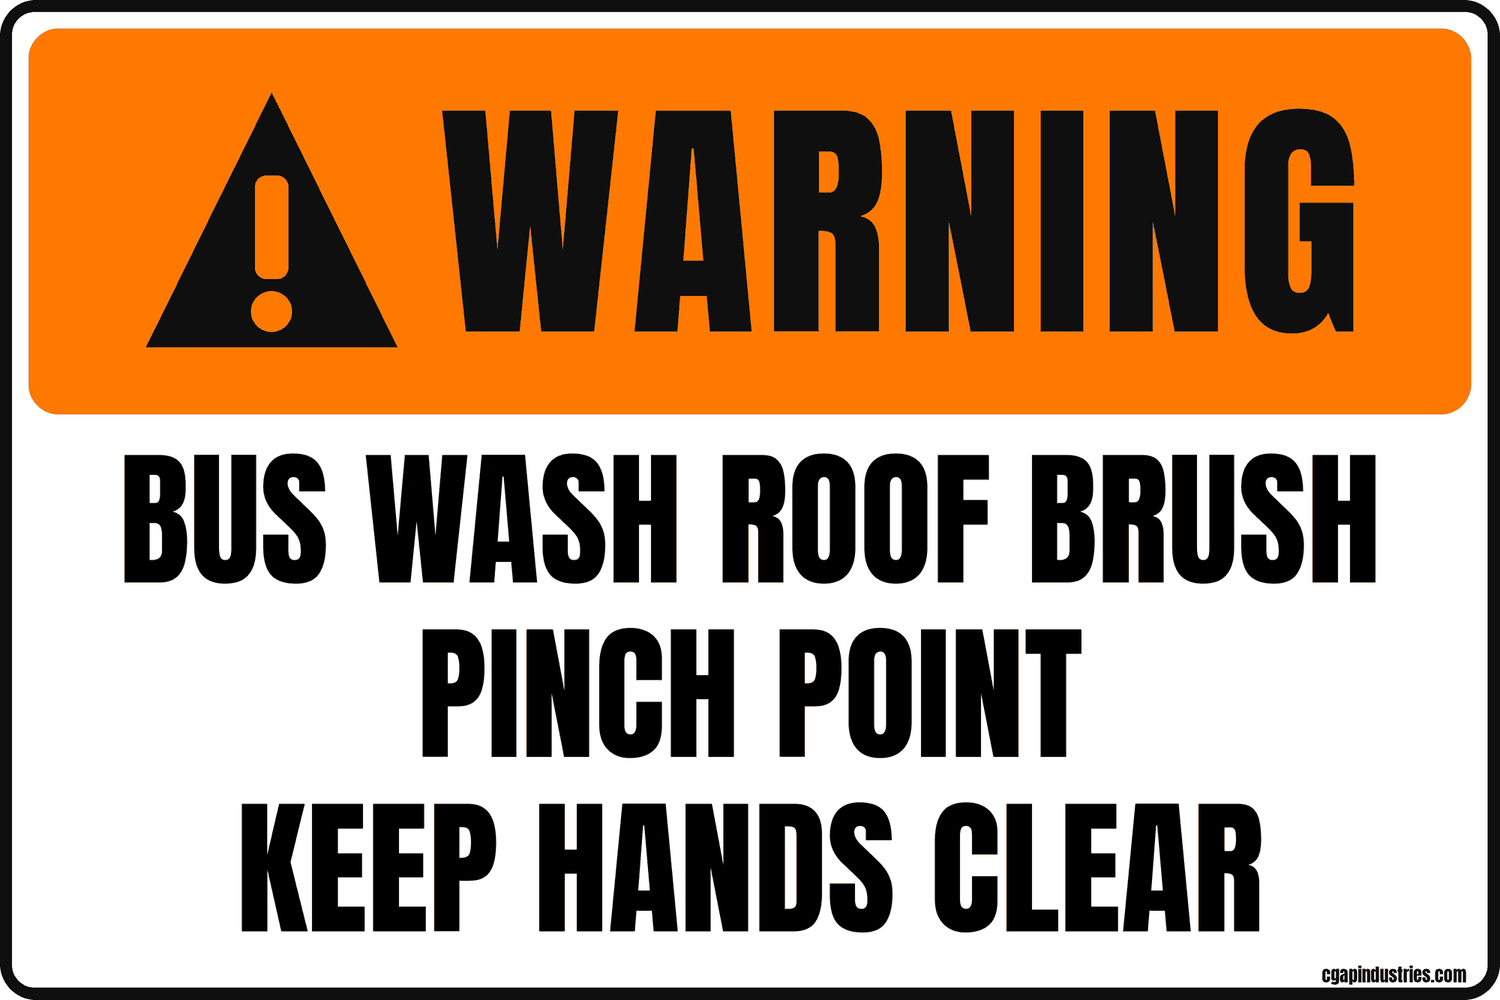 WARNING
BUS WASH ROOF BRUSH
PINCH POINT
KEEP HANDS CLEAR
cgapindustries.com